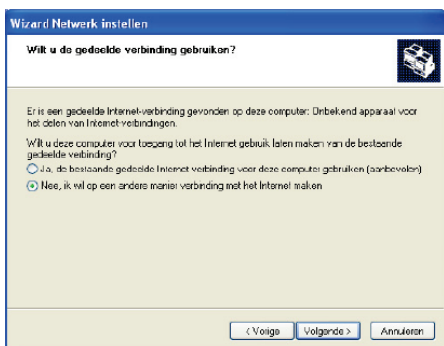 Wizard Netwerk instellen
Wilt u de gedeelde verbinding gebruiken?
Er is een gedeelde Internet-verbinding gevonden op deze computer: Onbekend apparaat voor
het delen van Internet-verbindingen.
Wilt u deze computer voor toegang tot het Internet gebruik laten maken van de bestaande
gedeelde verbinding?
Ja, de bestaande gedeelde Internet verbinding voor deze computer gebruiken (aanbevolen)
Nee, ik wil op een andere manier verbinding met het Internet maken
< Vorige
Volgende >
Annuleren